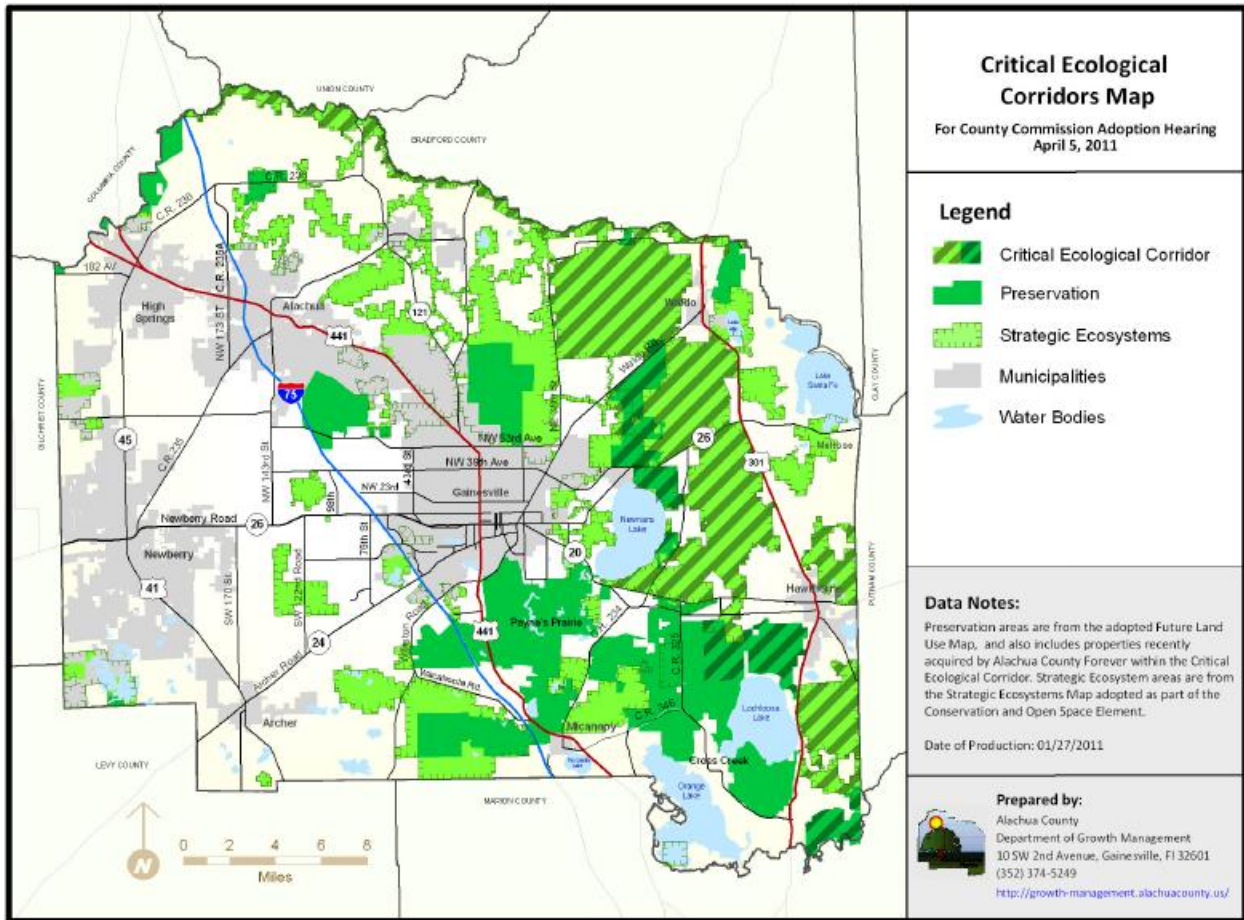 Critical Ecological
Corridors Map
For County Commission Adoption Hearing
April 5, 2011
Legend
Critical Ecological Corridor
Preservation
Strategic Ecosystems
Municipalities
Water Bodies
Data Notes:
Preservation areas are from the adopted Future Land
Use Map, and also includes properties recently
acquired by Alachua County Forever within the Critical
Ecological Corridor. Strategic Ecosystem areas are from
the Strategic Ecosystems Map adopted as part of the
Conservation and Open Space Element.
Date of Production: 01/27/2011
Prepared by:
Alachua County
Department of Growth Management
10 SW 2nd Avenue, Gainesville, Fl 32601
(352) 374-5249
http://growth-management.alachuacounty.us/
UNION COUNTY
BRADFORD COUNTY
COLUMBIA COUNTY
C.R. 236
C.R. 236
182 AV
High
Springs
NW 173 ST
C.R. 235A
Alachua
441
121
Waldo
Lake
Santa Fe
CLAY COUNTY
GILCHRIST COUNTY
75
45
C.R. 235
NW 143rd St.
NW 53rd Ave
NW 39th Ave
43rd St
NW 23rd
98th
Gainesville
26
301
Melrose
Newberry Road
26
75th St
Newnans
Lake
Newberry
41
SW 170 St.
SW 122nd Road
24
Archer Road
20
Hawthorne
PUTNAM COUNTY
Payne's Prairie
441
Wacahoota Rd.
C.R. 325
C.R. 346
Lochloosa
Lake
Micanopy
Cross Creek
Orange
Lake
Archer
LEVY COUNTY
MARION COUNTY
N
0 2 4 6 8
Miles